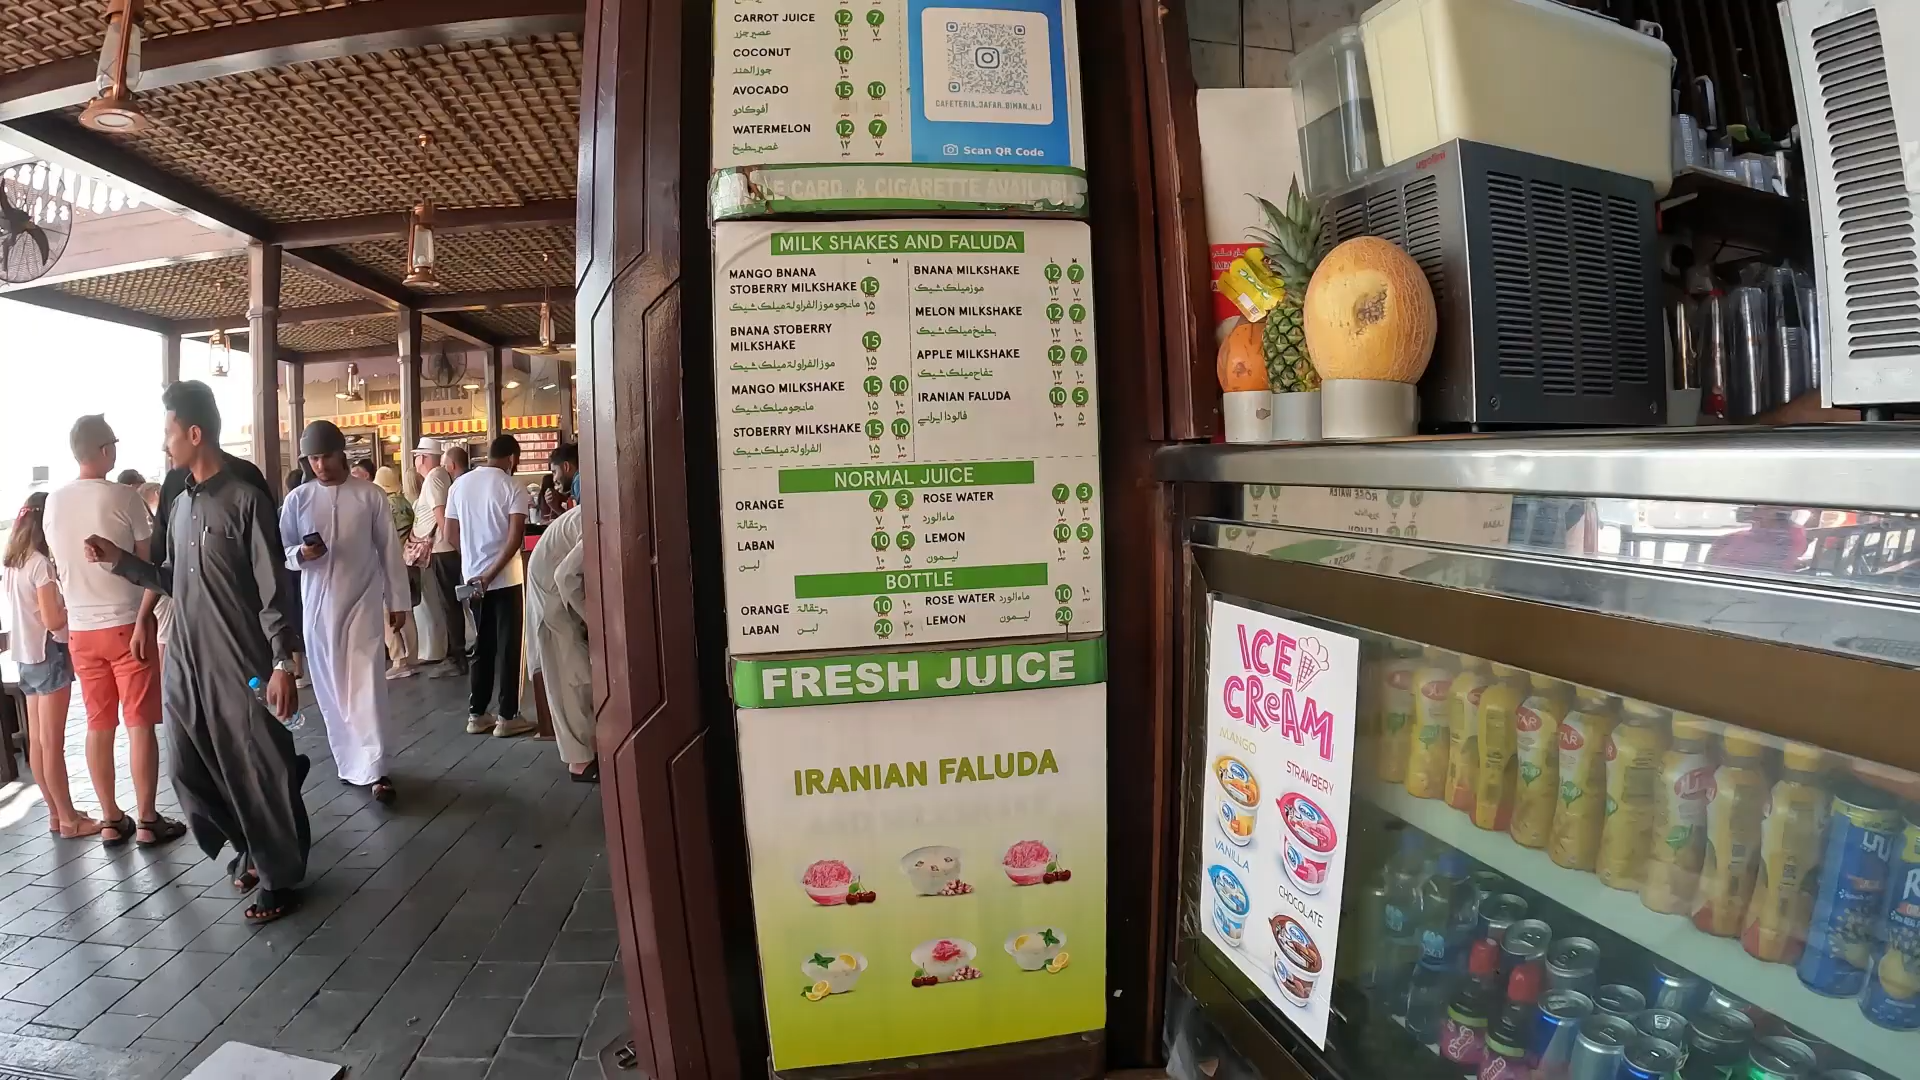 CARROT JUICE 12 7
عصير جزر ١٢ ٧
COCONUT 10
جوز الهند ١٠
AVOCADO 15 10
أفوكادو
WATERMELON 12 7
عصير بطيخ ١٢ ٧
CAFETERIA_JAFAR_BIMAN_ALI
Scan QR Code
E CARD & CIGARETTE AVAILABL
MILK SHAKES AND FALUDA
L M
MANGO BNANA
STOBERRY MILKSHAKE 15
مانجو موز الفراولة ميلك شيك ١٥
BNANA STOBERRY
MILKSHAKE 15
موز الفراولة ميلك شيك ١٥
MANGO MILKSHAKE 15 10
مانجو ميلك شيك ١٥ ١٠
STOBERRY MILKSHAKE 15 10
الفراولة ميلك شيك ١٥ ١٠
L M
BNANA MILKSHAKE 12 7
موز ميلك شيك ١٢ ٧
MELON MILKSHAKE 12 7
بطيخ ميلك شيك ١٢ ١٠
APPLE MILKSHAKE 12 7
تفاح ميلك شيك ١٢ ١٠
IRANIAN FALUDA 10 5
فالودا ايراني ١٠ ٥
NORMAL JUICE
ORANGE 7 3
برتقالة ٧ ٣
LABAN 10 5
لبن ١٠ ٥
ROSE WATER 7 3
ماء الورد ٧ ٣
LEMON 10 5
ليمون ١٠ ٥
BOTTLE
ORANGE برتقالة 10 ١٠
LABAN لبن 20 ٢٠
ROSE WATER ماء الورد 10 ١٠
LEMON ليمون 20
FRESH JUICE
IRANIAN FALUDA
ugolini
ICE
CREAM
MANGO
STRAWBERY
VANILLA
CHOCOLATE